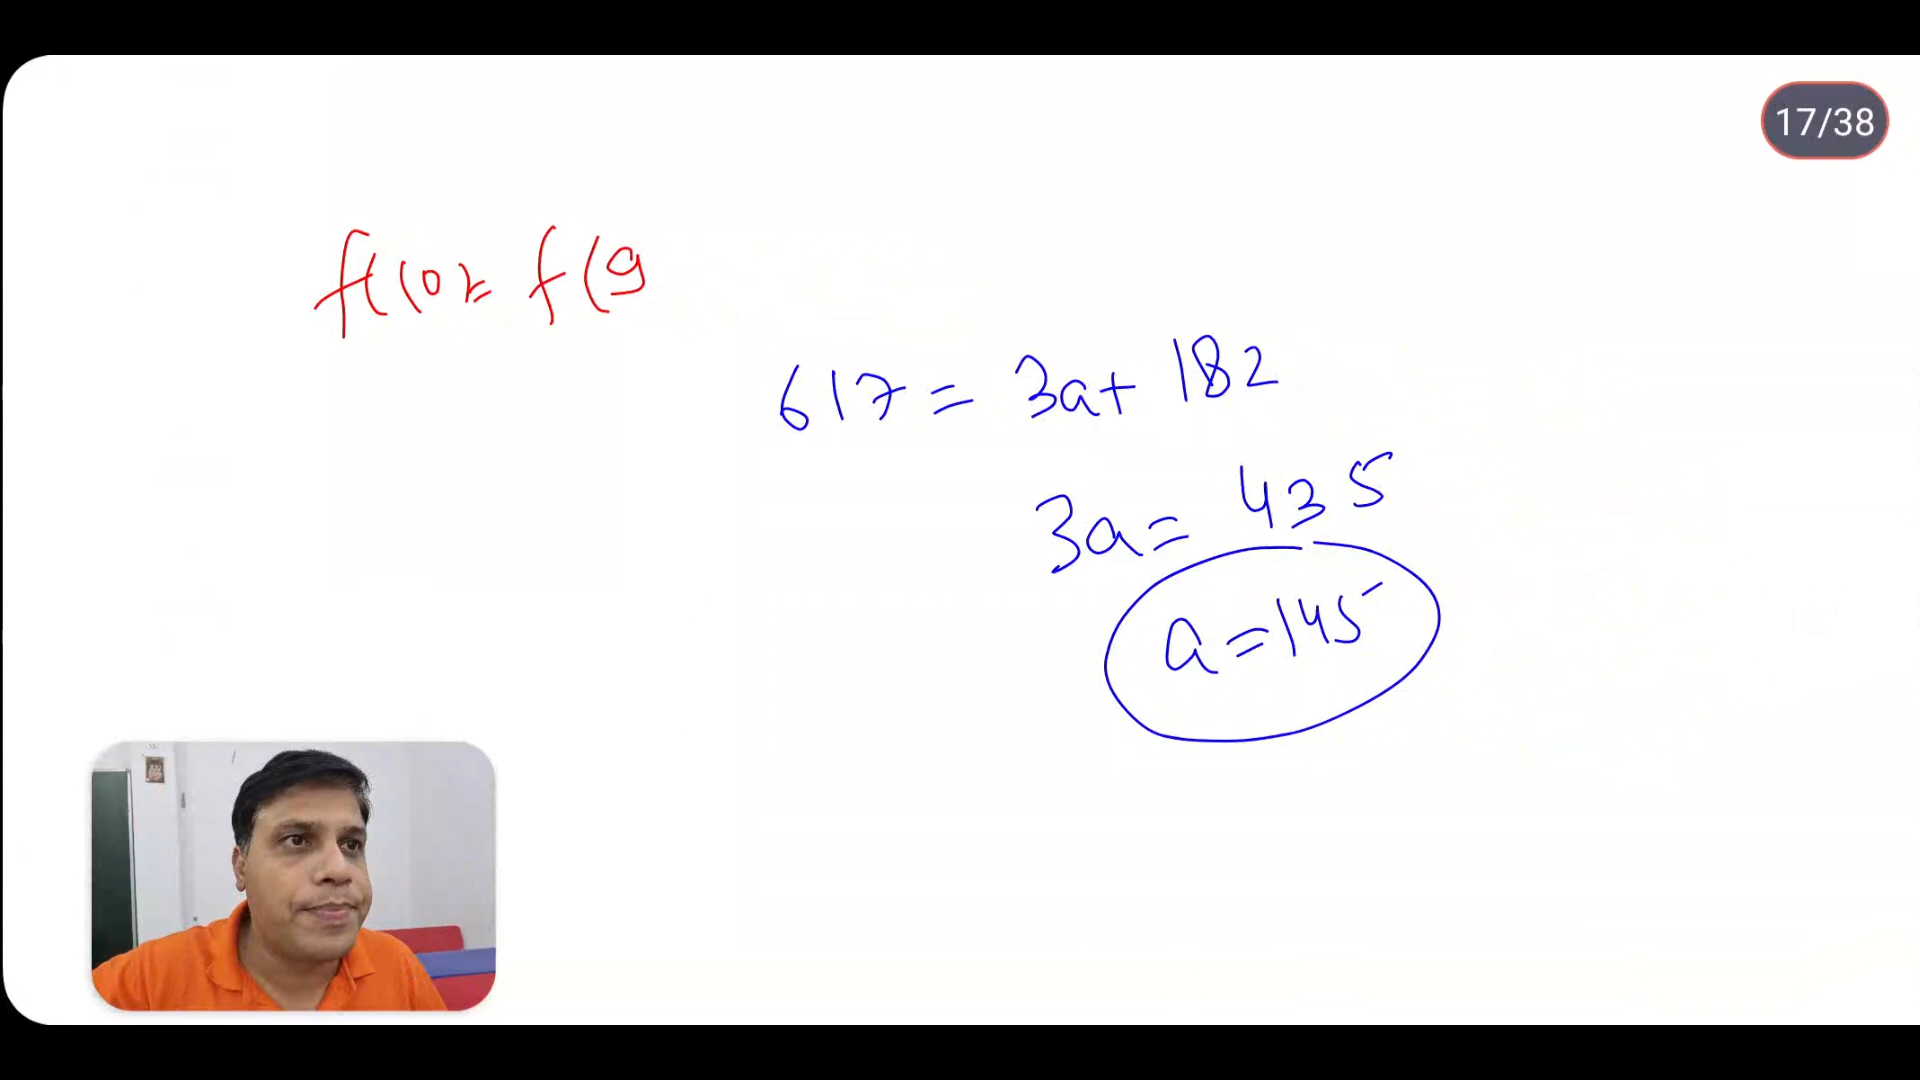 17/38
f(10) = f(9
617 = 3a + 182
3a = 435
a = 145